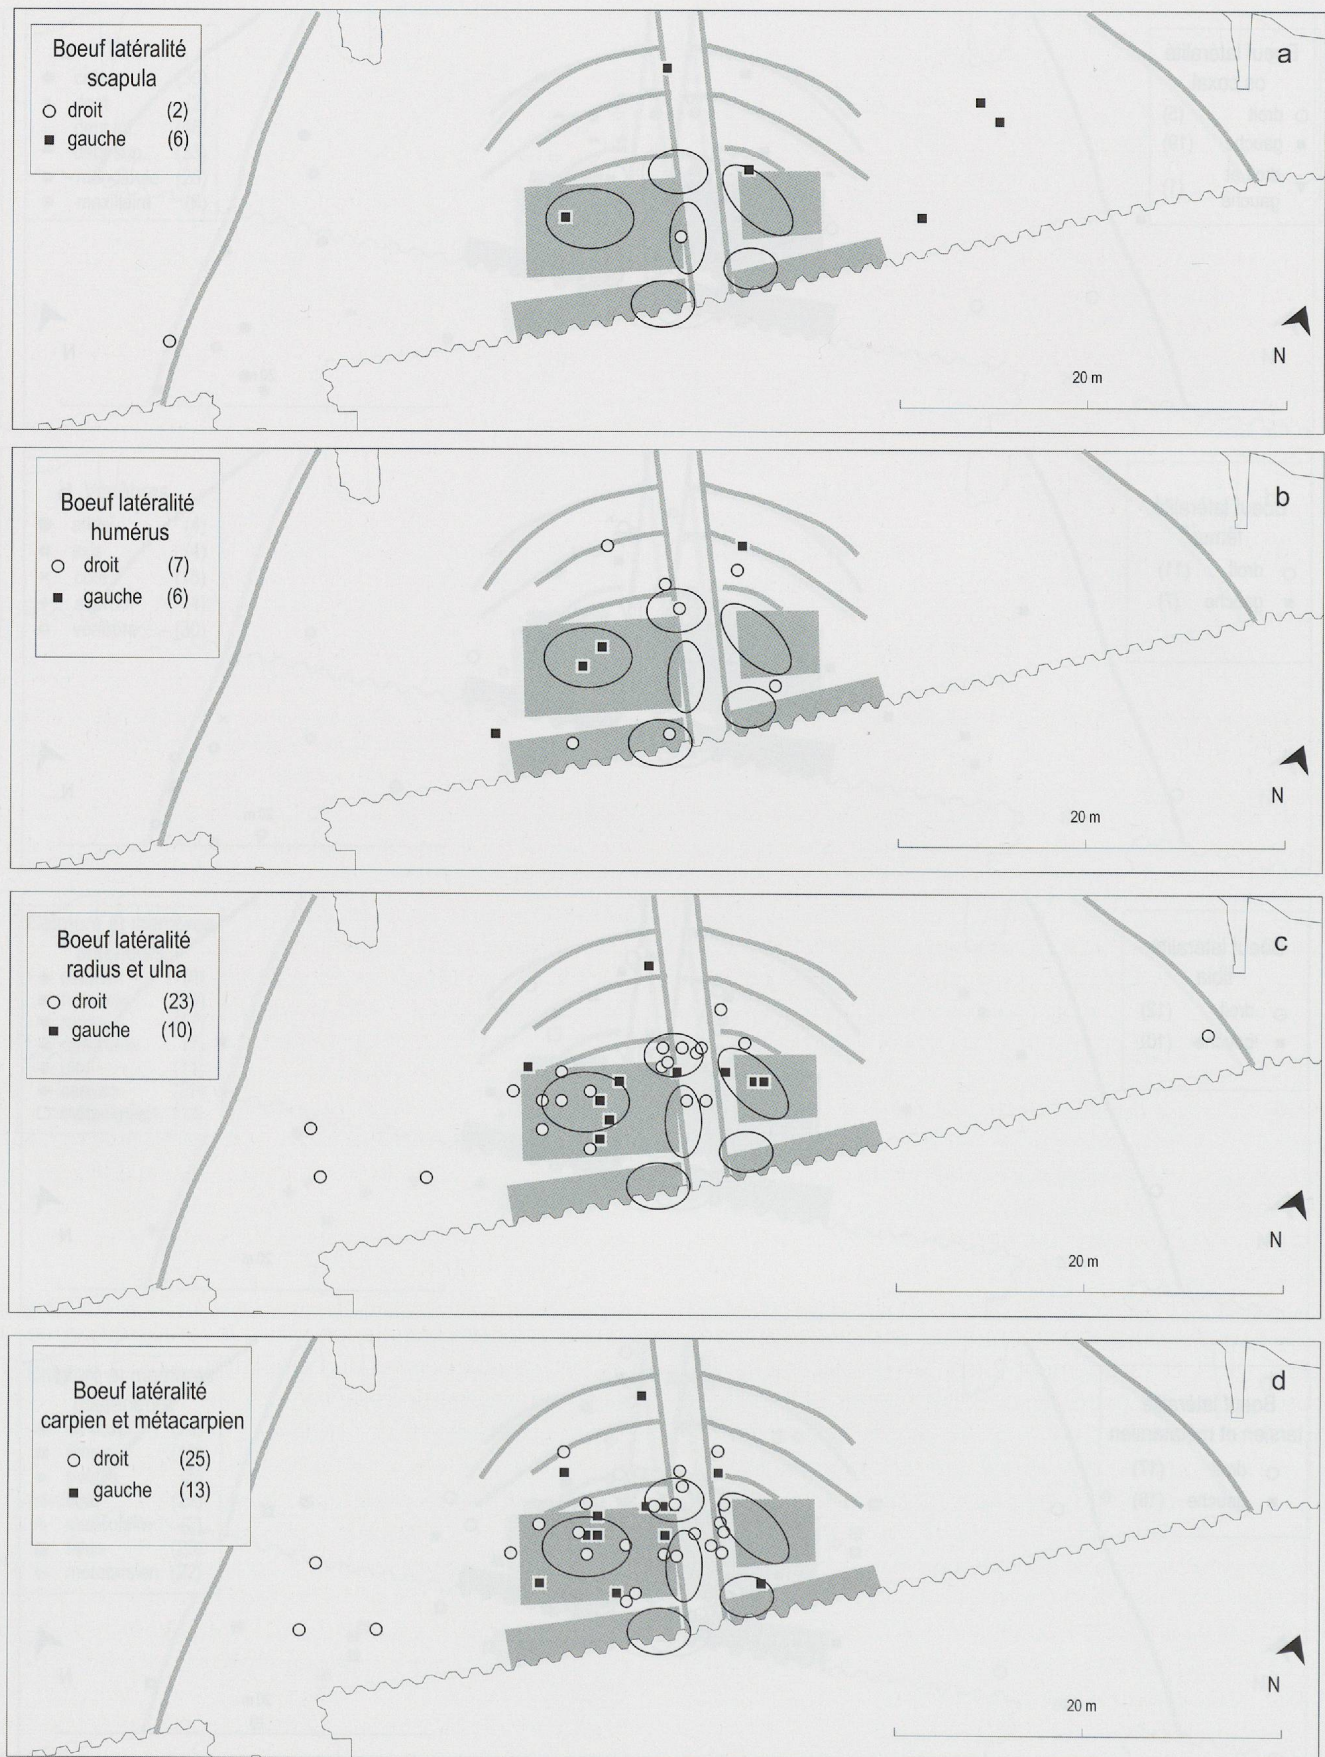 Boeuf latéralité
scapula
droit (2)
gauche (6)
a
N
20 m
Boeuf latéralité
humérus
droit (7)
gauche (6)
b
N
20 m
Boeuf latéralité
radius et ulna
droit (23)
gauche (10)
c
N
20 m
Boeuf latéralité
carpien et métacarpien
droit (25)
gauche (13)
d
N
20 m